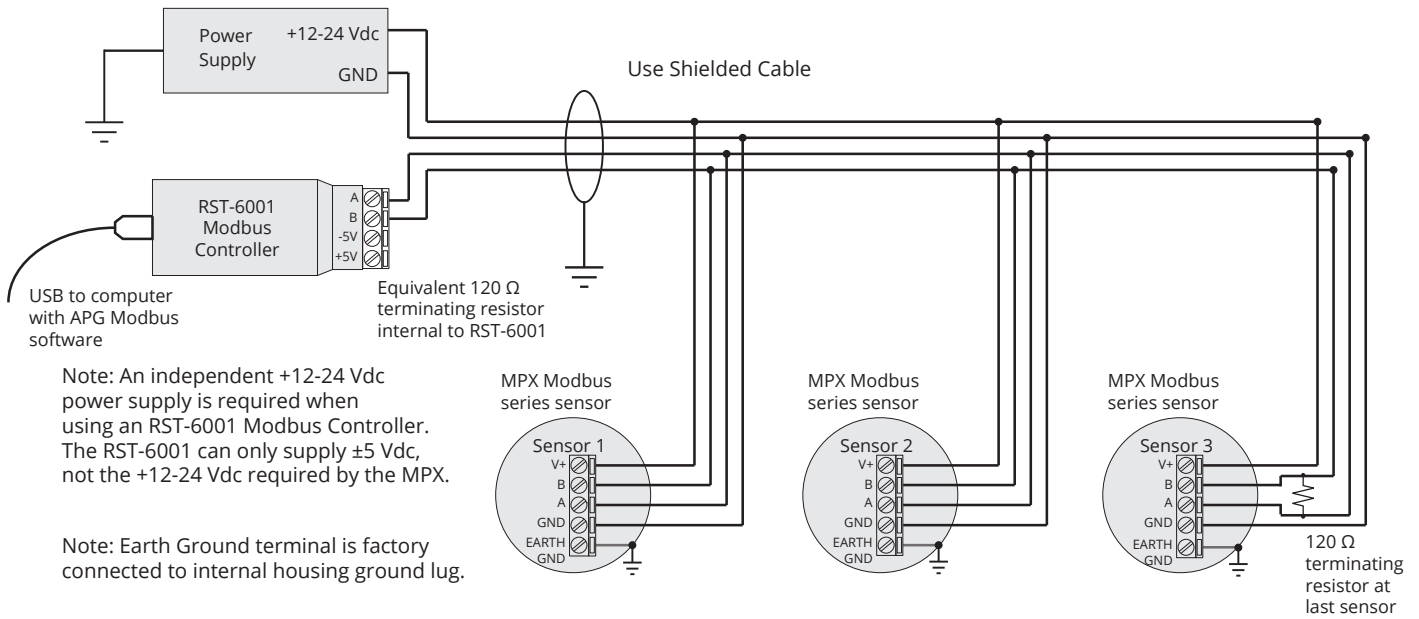 Power
Supply
+12-24 Vdc
GND
Use Shielded Cable
RST-6001
Modbus
Controller
A
B
-5V
+5V
USB to computer
with APG Modbus
software
Equivalent 120 Ω
terminating resistor
internal to RST-6001
Note: An independent +12-24 Vdc
power supply is required when
using an RST-6001 Modbus Controller.
The RST-6001 can only supply ±5 Vdc,
not the +12-24 Vdc required by the MPX.
Note: Earth Ground terminal is factory
connected to internal housing ground lug.
MPX Modbus
series sensor
Sensor 1
V+
B
A
GND
EARTH
GND
MPX Modbus
series sensor
Sensor 2
V+
B
A
GND
EARTH
GND
MPX Modbus
series sensor
Sensor 3
V+
B
A
GND
EARTH
GND
120 Ω
terminating
resistor at
last sensor